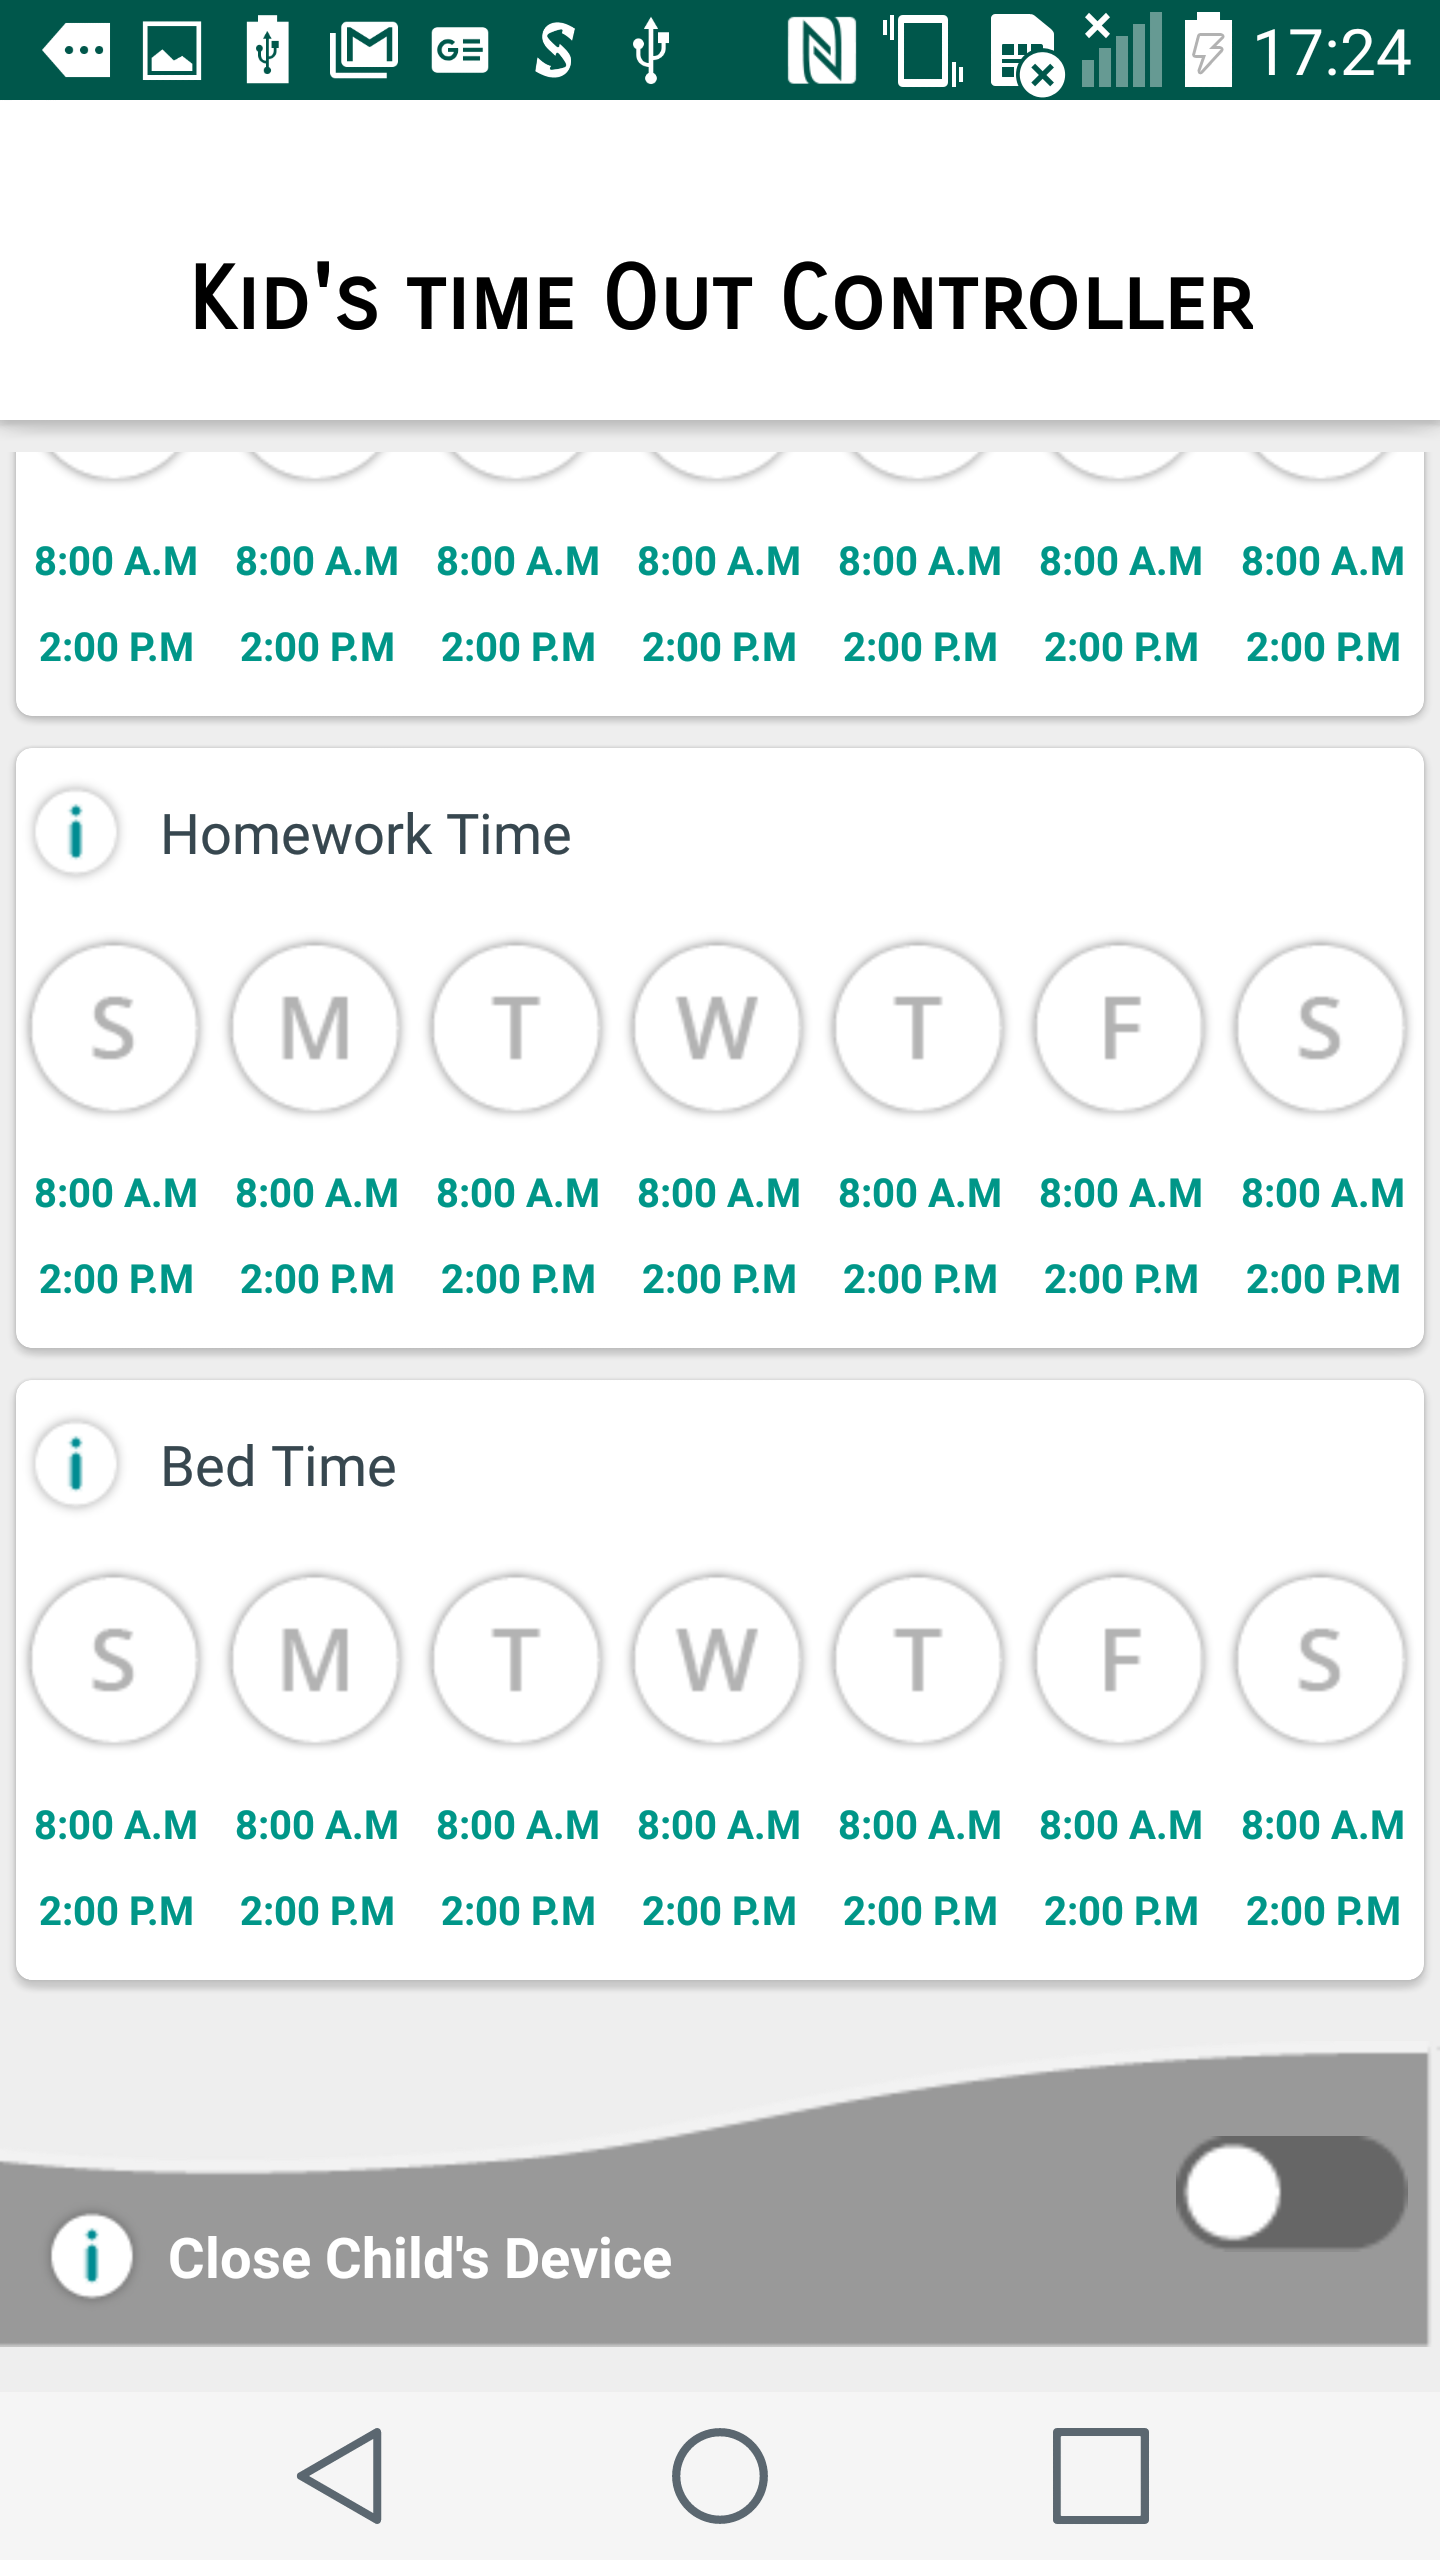 17:24
Kid's time Out Controller
8:00 A.M 8:00 A.M 8:00 A.M 8:00 A.M 8:00 A.M 8:00 A.M 8:00 A.M
2:00 P.M 2:00 P.M 2:00 P.M 2:00 P.M 2:00 P.M 2:00 P.M 2:00 P.M
Homework Time
S M T W T F S
8:00 A.M 8:00 A.M 8:00 A.M 8:00 A.M 8:00 A.M 8:00 A.M 8:00 A.M
2:00 P.M 2:00 P.M 2:00 P.M 2:00 P.M 2:00 P.M 2:00 P.M 2:00 P.M
Bed Time
S M T W T F S
8:00 A.M 8:00 A.M 8:00 A.M 8:00 A.M 8:00 A.M 8:00 A.M 8:00 A.M
2:00 P.M 2:00 P.M 2:00 P.M 2:00 P.M 2:00 P.M 2:00 P.M 2:00 P.M
Close Child's Device